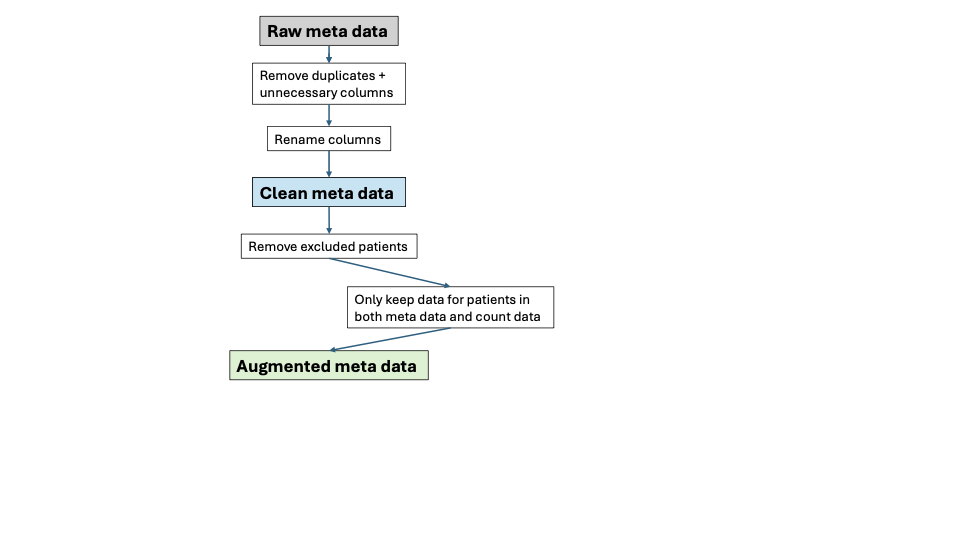 Raw meta data
Remove duplicates +
unnecessary columns
Rename columns
Clean meta data
Remove excluded patients
Only keep data for patients in
both meta data and count data
Augmented meta data